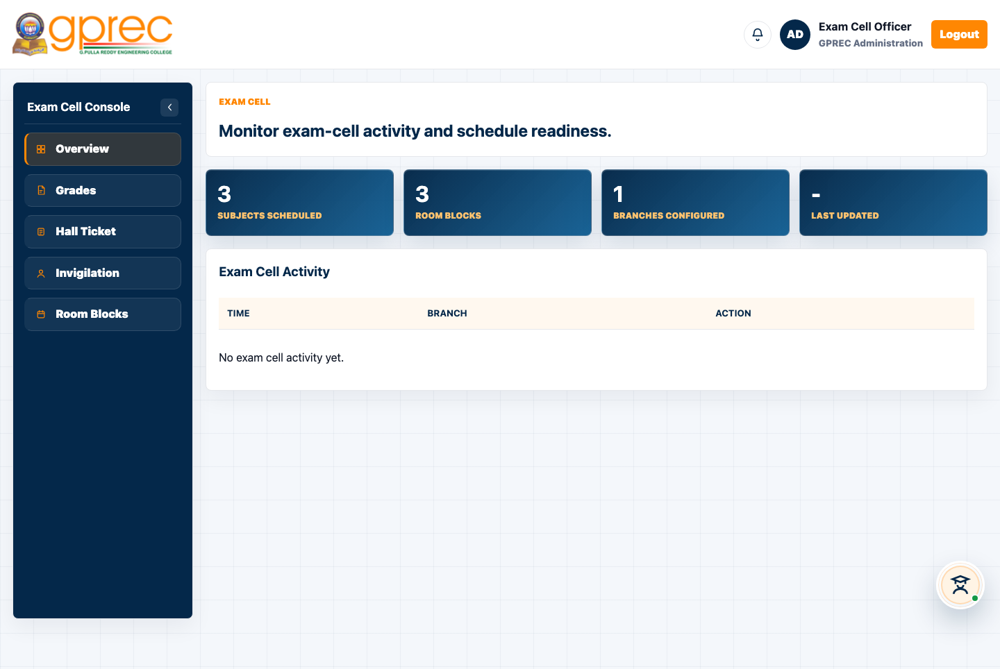 gprec
G.PULLA REDDY ENGINEERING COLLEGE
AD
Exam Cell Officer
GPREC Administration
Logout
Exam Cell Console
Overview
Grades
Hall Ticket
Invigilation
Room Blocks
EXAM CELL
Monitor exam-cell activity and schedule readiness.
3
SUBJECTS SCHEDULED
3
ROOM BLOCKS
1
BRANCHES CONFIGURED
-
LAST UPDATED
Exam Cell Activity
TIME BRANCH ACTION
No exam cell activity yet.